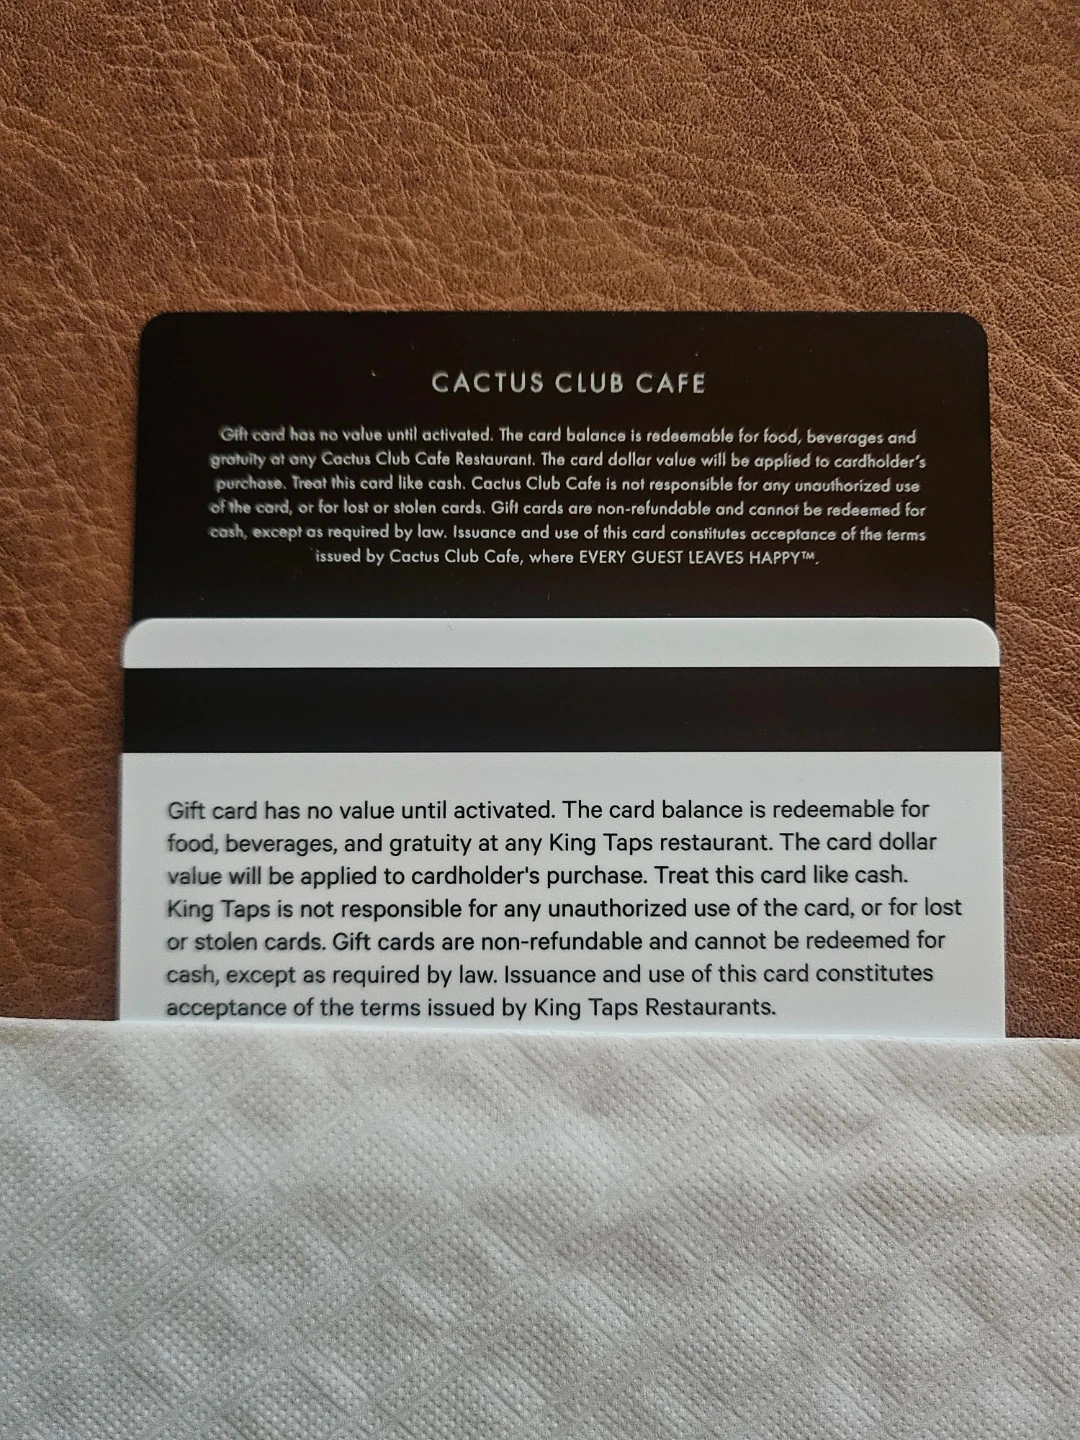 CACTUS CLUB CAFE
Gift card has no value until activated. The card balance is redeemable for food, beverages and
gratuity at any Cactus Club Cafe Restaurant. The card dollar value will be applied to cardholder's
purchase. Treat this card like cash. Cactus Club Cafe is not responsible for any unauthorized use
of the card, or for lost or stolen cards. Gift cards are non-refundable and cannot be redeemed for
cash, except as required by law. Issuance and use of this card constitutes acceptance of the terms
issued by Cactus Club Cafe, where EVERY GUEST LEAVES HAPPY™.
Gift card has no value until activated. The card balance is redeemable for
food, beverages, and gratuity at any King Taps restaurant. The card dollar
value will be applied to cardholder's purchase. Treat this card like cash.
King Taps is not responsible for any unauthorized use of the card, or for lost
or stolen cards. Gift cards are non-refundable and cannot be redeemed for
cash, except as required by law. Issuance and use of this card constitutes
acceptance of the terms issued by King Taps Restaurants.